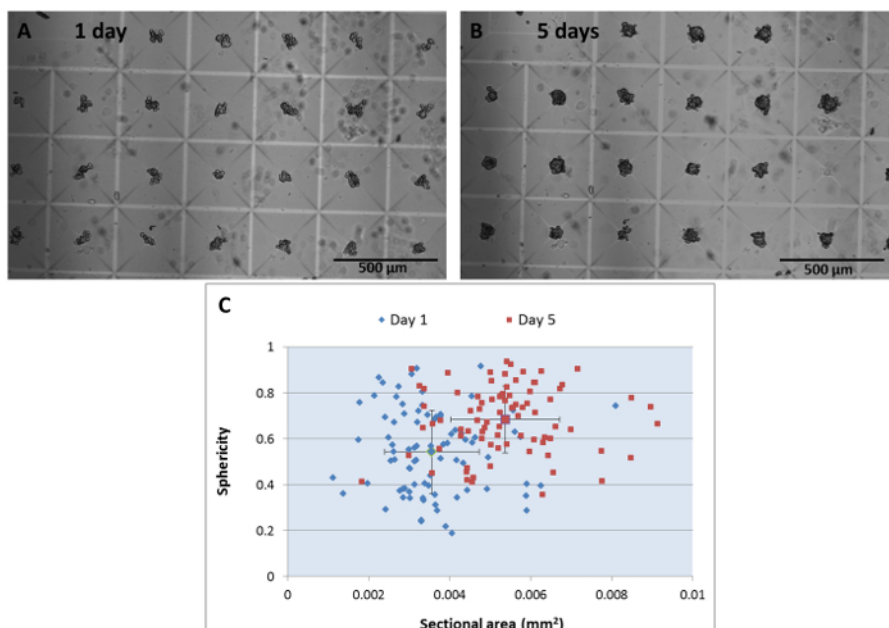 A 1 day
B 5 days
500 µm
500 µm
C
Day 1
Day 5
1
0.8
0.6
0.4
0.2
0
Sphericity
0 0.002 0.004 0.006 0.008 0.01
Sectional area (mm²)